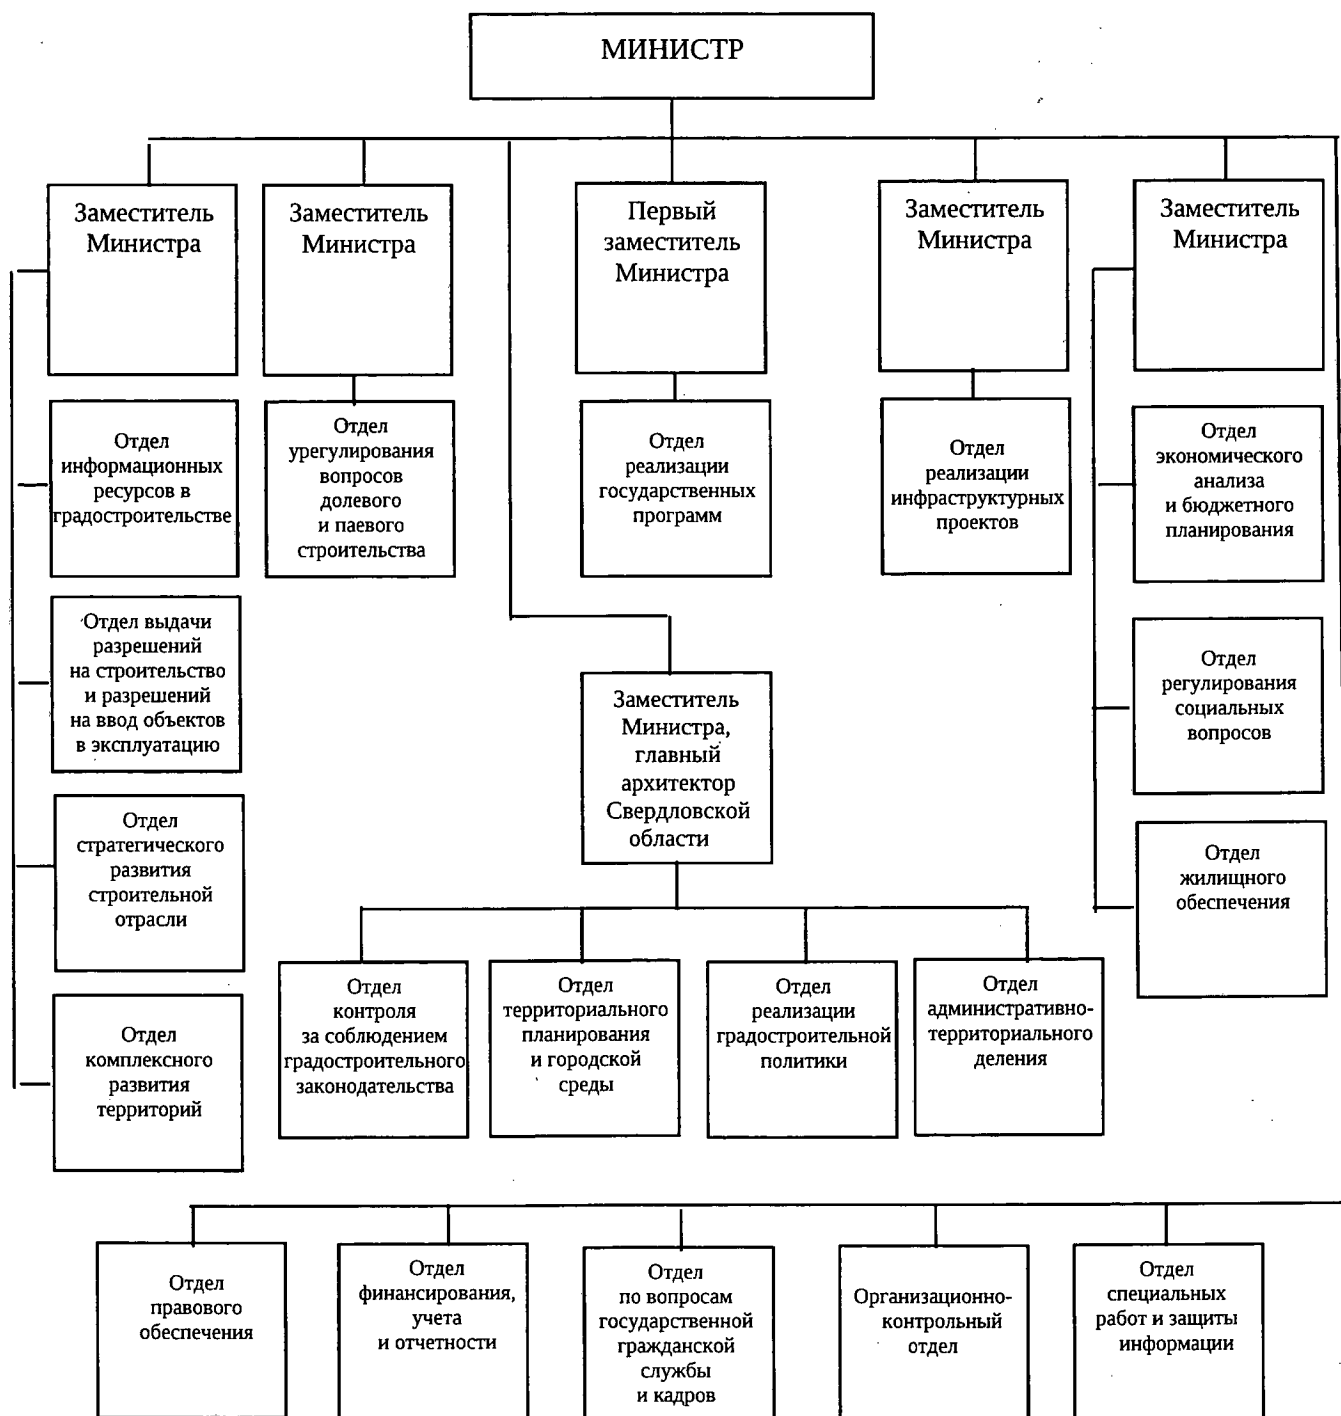 МИНИСТР
Заместитель
Министра
Заместитель
Министра
Первый
заместитель
Министра
Заместитель
Министра
Заместитель
Министра
Отдел
информационных
ресурсов в
градостроительстве
Отдел
урегулирования
вопросов
долевого
и паевого
строительства
Отдел
реализации
государственных
программ
Отдел
реализации
инфраструктурных
проектов
Отдел
экономического
анализа
и бюджетного
планирования
Отдел выдачи
разрешений
на строительство
и разрешений
на ввод объектов
в эксплуатацию
Заместитель
Министра,
главный
архитектор
Свердловской
области
Отдел
регулирования
социальных
вопросов
Отдел
стратегического
развития
строительной
отрасли
Отдел
жилищного
обеспечения
Отдел
комплексного
развития
территорий
Отдел
контроля
за соблюдением
градостроительного
законодательства
Отдел
территориального
планирования
и городской
среды
Отдел
реализации
градостроительной
политики
Отдел
административно-
территориального
деления
Отдел
правового
обеспечения
Отдел
финансирования,
учета
и отчетности
Отдел
по вопросам
государственной
гражданской
службы
и кадров
Организационно-
контрольный
отдел
Отдел
специальных
работ и защиты
информации